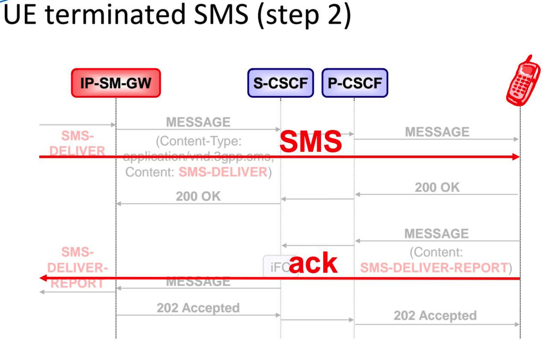 UE terminated SMS (step 2)
IP-SM-GW
S-CSCF
P-CSCF
MESSAGE
SMS-
DELIVER
(Content-Type:
application/vnd.3gpp.sms,
Content: SMS-DELIVER)
SMS
MESSAGE
200 OK
200 OK
MESSAGE
(Content:
SMS-DELIVER-REPORT)
SMS-
DELIVER-
REPORT
ack
MESSAGE
202 Accepted
202 Accepted